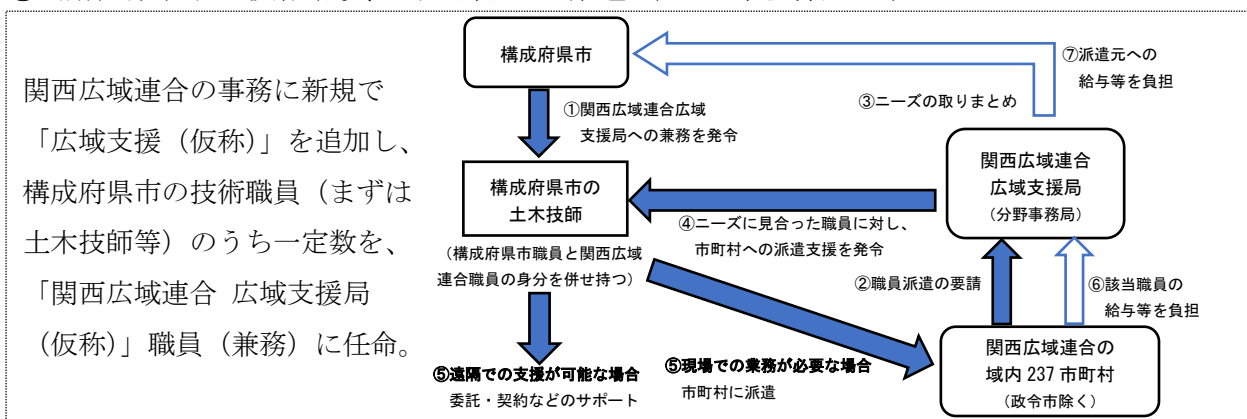 関西広域連合の事務に新規で
「広域支援（仮称）」を追加し、
構成府県市の技術職員（まずは
土木技師等）のうち一定数を、
「関西広域連合 広域支援局
（仮称）」職員（兼務）に任命。
構成府県市
①関西広域連合広域
支援局への兼務を発令
構成府県市の
土木技師
（構成府県市職員と関西広域
連合職員の身分を併せ持つ）
⑤遠隔での支援が可能な場合
委託・契約などのサポート
⑦派遣元への
給与等を負担
③ニーズの取りまとめ
関西広域連合
広域支援局
（分野事務局）
④ニーズに見合った職員に対し、
市町村への派遣支援を発令
②職員派遣の要請
⑥該当職員の
給与等を負担
⑤現場での業務が必要な場合
市町村に派遣
関西広域連合の
域内 237 市町村
（政令市除く）